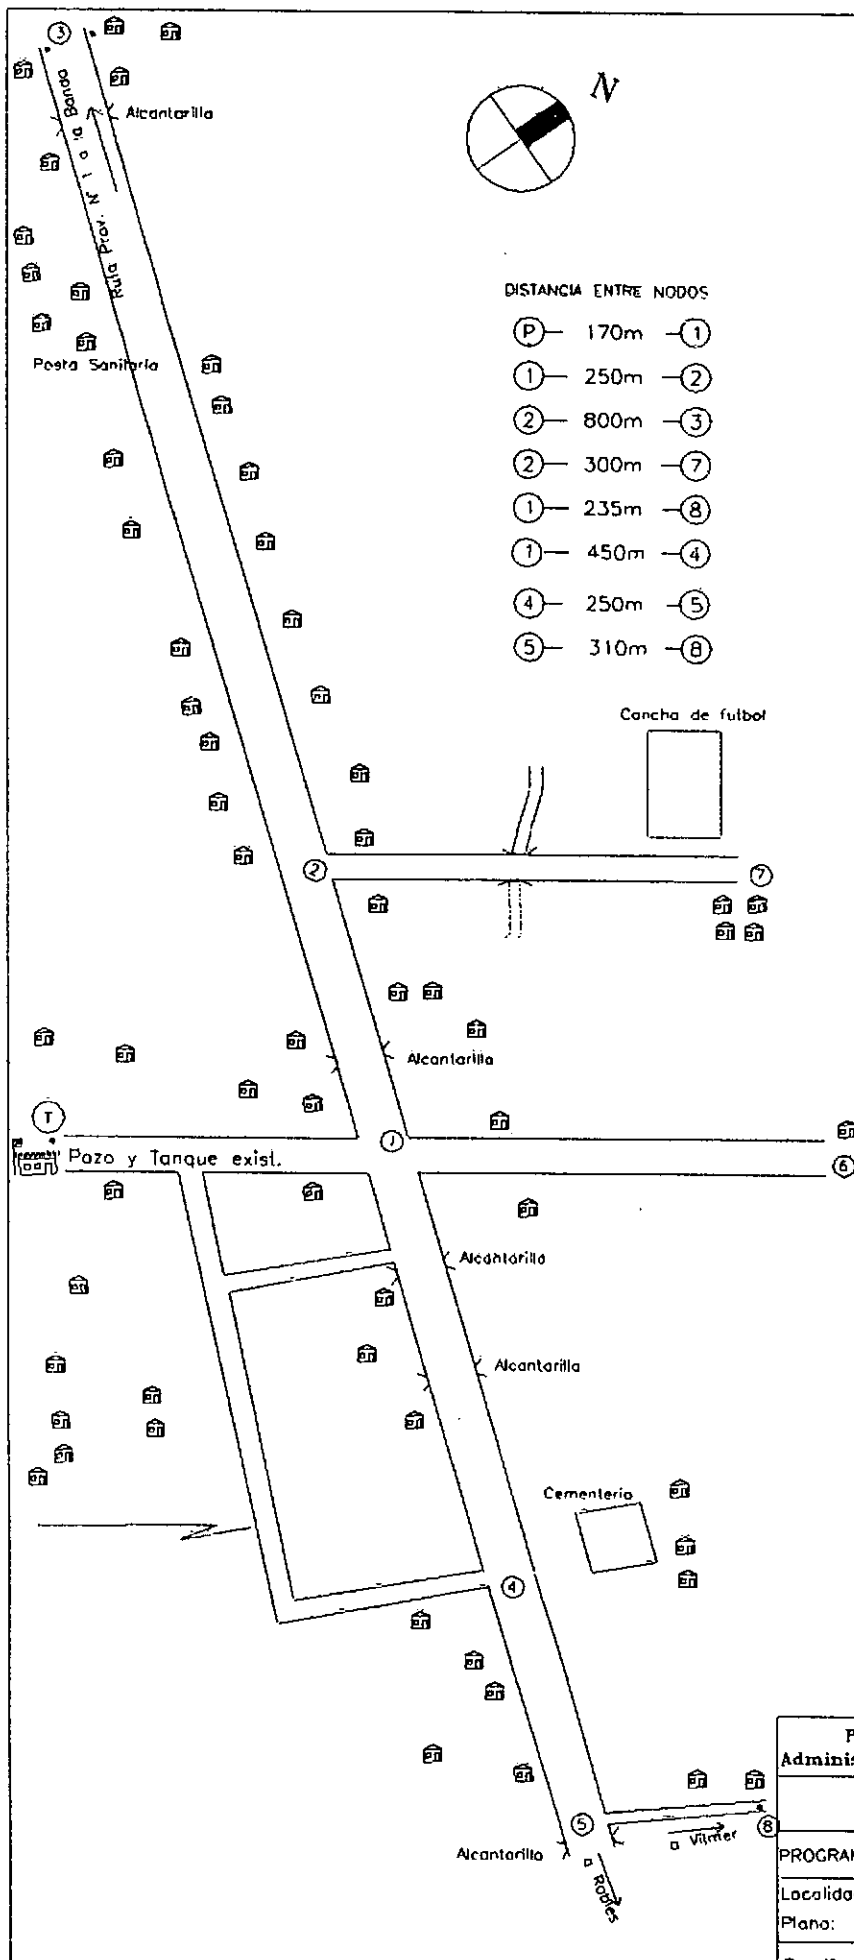 3
Alcantarilla
Ruta Prov. Nº 1 a la Banda
N
DISTANCIA ENTRE NODOS
P 170m 1
1 250m 2
2 800m 3
2 300m 7
1 235m 8
1 450m 4
4 250m 5
5 310m 8
Posta Sanitaria
Cancha de futbol
2
7
Alcantarilla
T
1
Pozo y Tanque exist.
6
Alcantarilla
Alcantarilla
Cementerio
4
P
Adminis
5
8
a Vilmer
Alcantarilla
a Robles
PROGRAM
Localida
Plano: